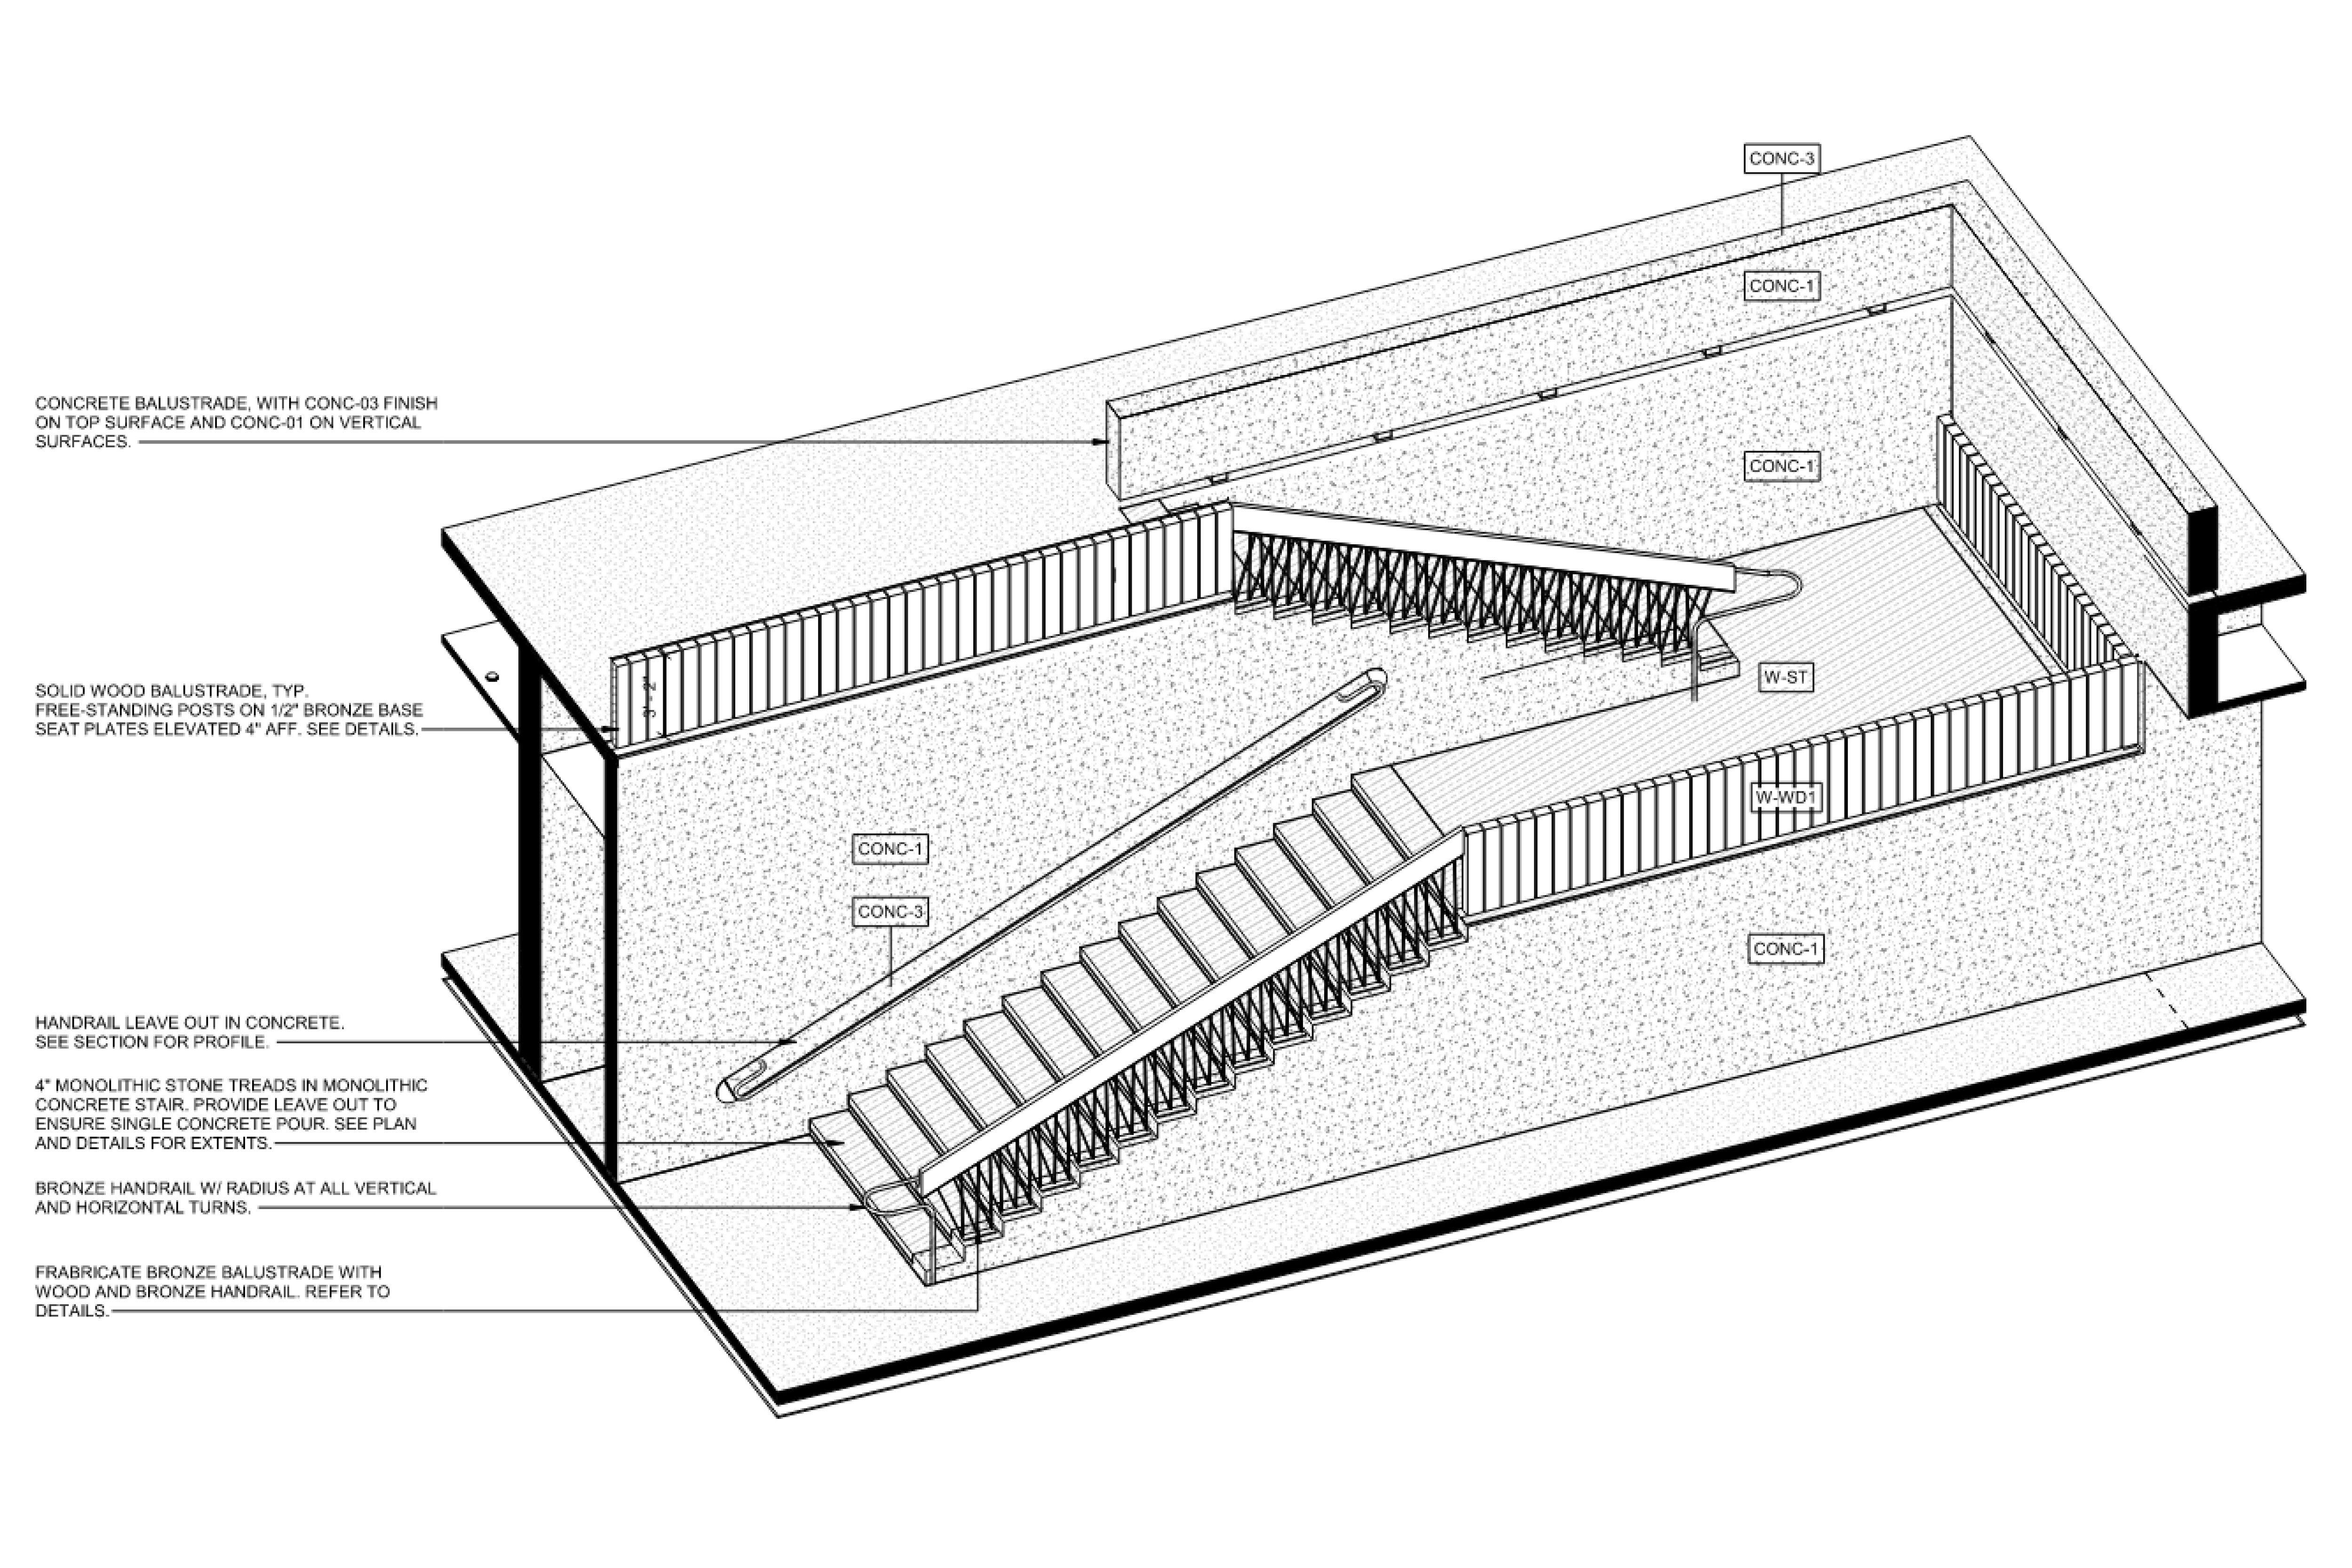 CONC-3
CONC-1
CONCRETE BALUSTRADE, WITH CONC-03 FINISH
ON TOP SURFACE AND CONC-01 ON VERTICAL
SURFACES.
CONC-1
SOLID WOOD BALUSTRADE, TYP.
FREE-STANDING POSTS ON 1/2" BRONZE BASE
SEAT PLATES ELEVATED 4" AFF. SEE DETAILS.
3' - 2"
W-ST
W-WD1
CONC-1
CONC-3
CONC-1
HANDRAIL LEAVE OUT IN CONCRETE.
SEE SECTION FOR PROFILE.
4" MONOLITHIC STONE TREADS IN MONOLITHIC
CONCRETE STAIR. PROVIDE LEAVE OUT TO
ENSURE SINGLE CONCRETE POUR. SEE PLAN
AND DETAILS FOR EXTENTS.
BRONZE HANDRAIL W/ RADIUS AT ALL VERTICAL
AND HORIZONTAL TURNS.
FRABRICATE BRONZE BALUSTRADE WITH
WOOD AND BRONZE HANDRAIL. REFER TO
DETAILS.